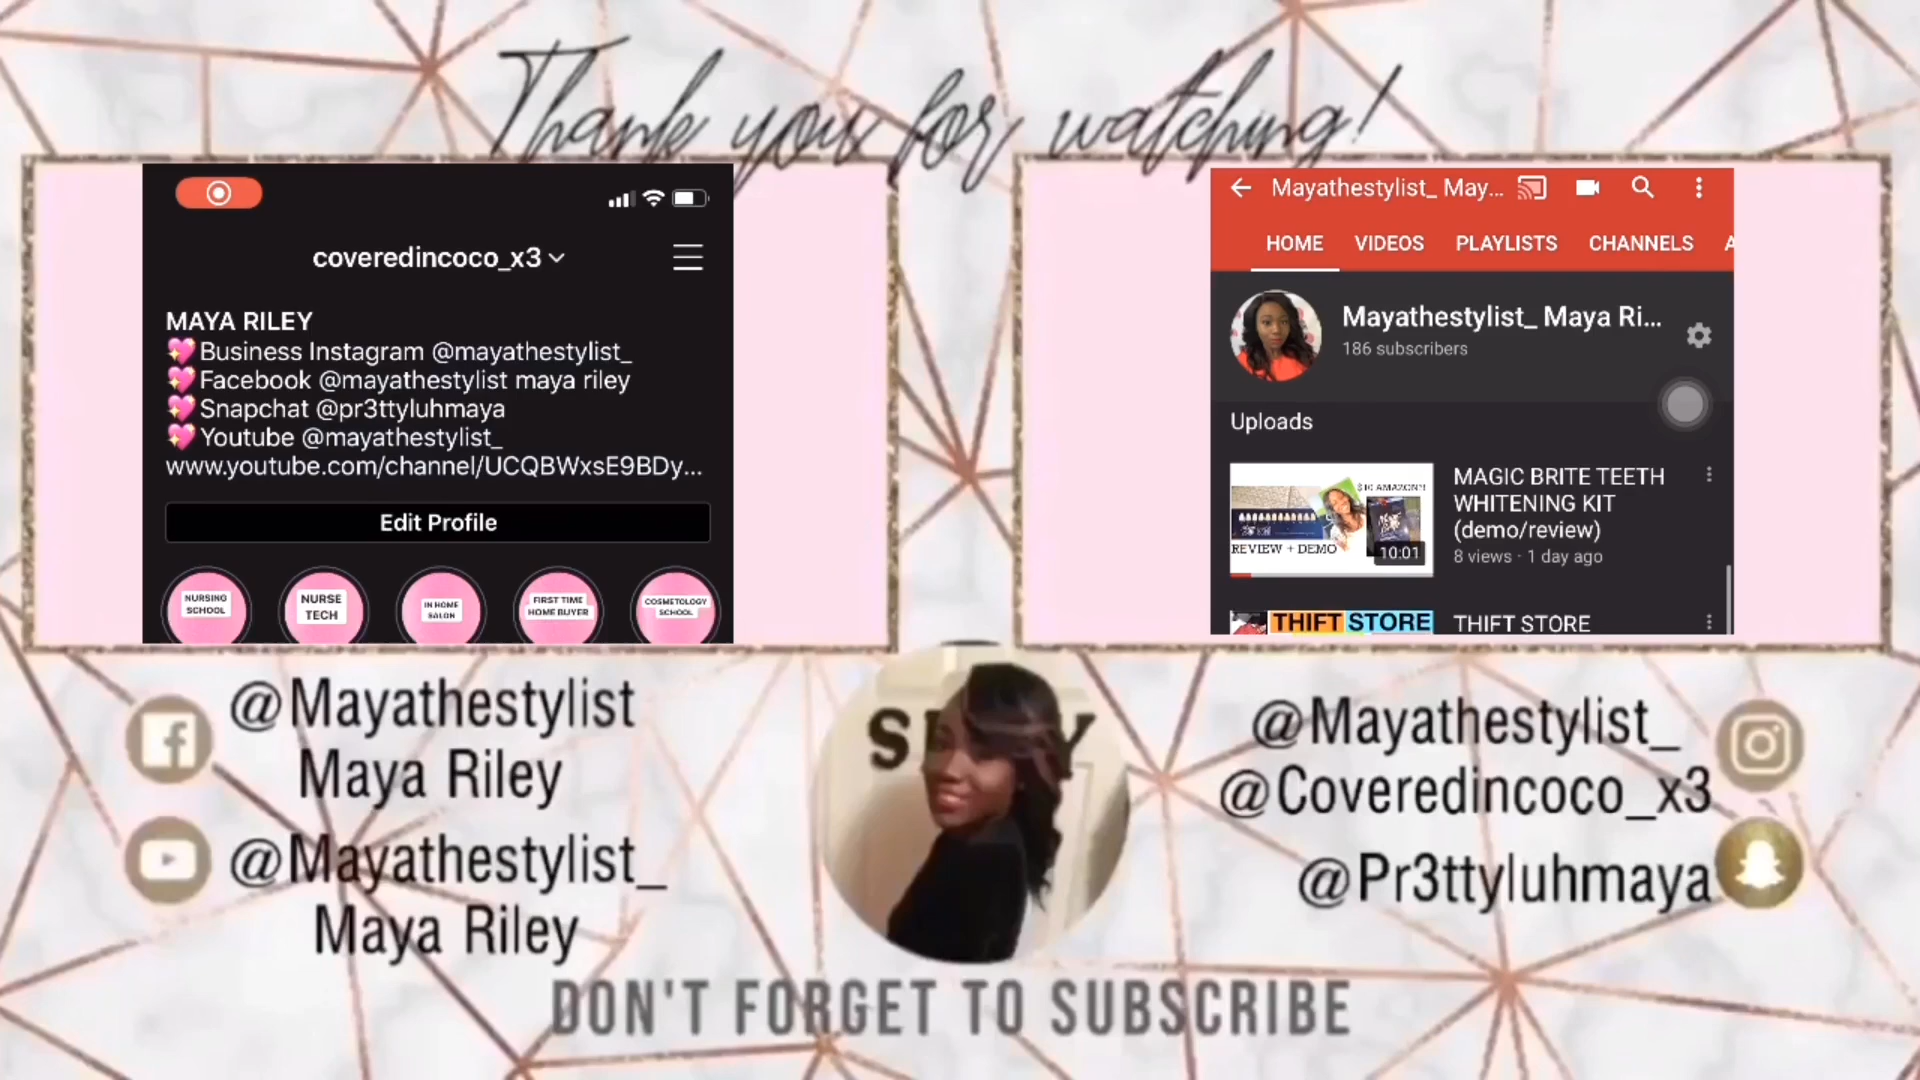 Thank you for watching!
coveredincoco_x3
MAYA RILEY
💖Business Instagram @mayathestylist_
💖Facebook @mayathestylist maya riley
💖Snapchat @pr3ttyluhmaya
💖Youtube @mayathestylist_
www.youtube.com/channel/UCQBWxsE9BDy...
Edit Profile
NURSING
SCHOOL
NURSE
TECH
IN HOME
SALON
FIRST TIME
HOME BUYER
COSMETOLOGY
SCHOOL
Mayathestylist_ May...
HOME VIDEOS PLAYLISTS CHANNELS A
Mayathestylist_ Maya Ri...
186 subscribers
Uploads
$10 AMAZON!!
REVIEW + DEMO
10:01
MAGIC BRITE TEETH
WHITENING KIT
(demo/review)
8 views · 1 day ago
THIFT STORE
THIFT STORE
@Mayathestylist
Maya Riley
@Mayathestylist_
Maya Riley
@Mayathestylist_
@Coveredincoco_x3
@Pr3ttyluhmaya
DON'T FORGET TO SUBSCRIBE